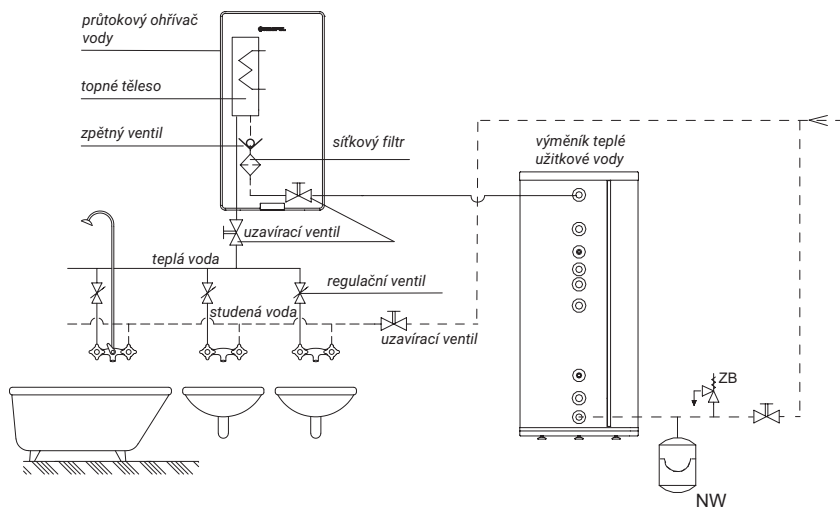 průtokový ohřívač
vody
topné těleso
zpětný ventil
síťkový filtr
výměník teplé
užitkové vody
uzavírací ventil
teplá voda
regulační ventil
studená voda
uzavírací ventil
ZB
NW